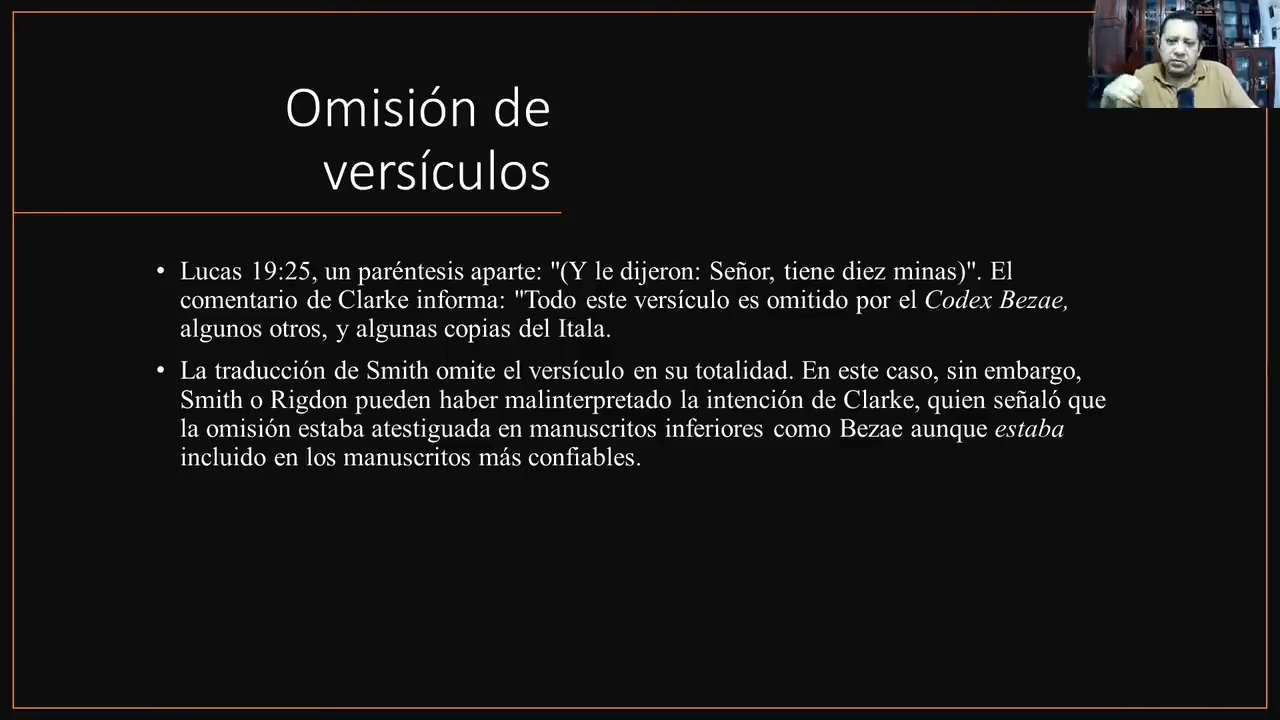 Omisión de
versículos
• Lucas 19:25, un paréntesis aparte: "(Y le dijeron: Señor, tiene diez minas)". El
comentario de Clarke informa: "Todo este versículo es omitido por el Codex Bezae,
algunos otros, y algunas copias del Itala.
• La traducción de Smith omite el versículo en su totalidad. En este caso, sin embargo,
Smith o Rigdon pueden haber malinterpretado la intención de Clarke, quien señaló que
la omisión estaba atestiguada en manuscritos inferiores como Bezae aunque estaba
incluido en los manuscritos más confiables.